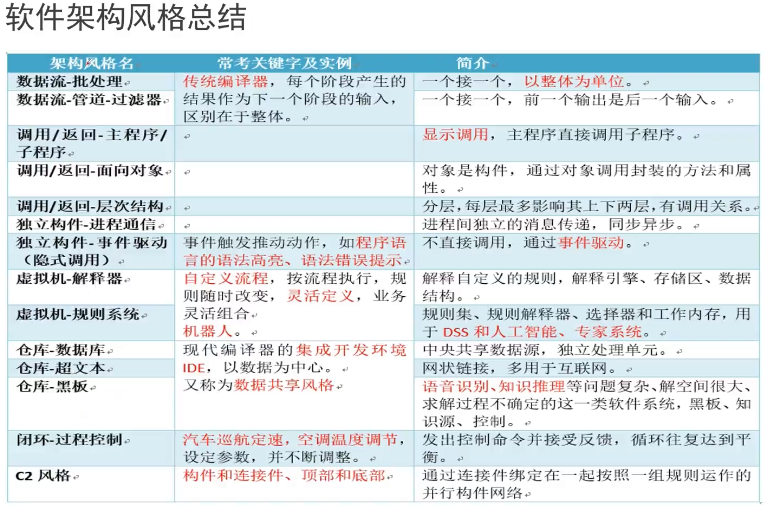 软件架构风格总结
架构风格名 常考关键字及实例 简介
数据流-批处理 传统编译器，每个阶段产生的 一个接一个，以整体为单位。
数据流-管道-过滤器 结果作为下一个阶段的输入， 一个接一个，前一个输出是后一个输入。
区别在于整体。
调用/返回-主程序/ 显示调用，主程序直接调用子程序。
子程序
调用/返回-面向对象 对象是构件，通过对象调用封装的方法和属
性。
调用/返回-层次结构 分层，每层最多影响其上下两层，有调用关系。
独立构件-进程通信 进程间独立的消息传递，同步异步。
独立构件-事件驱动 事件触发推动动作，如程序语 不直接调用，通过事件驱动。
（隐式调用） 言的语法高亮、语法错误提示
虚拟机-解释器 自定义流程，按流程执行，规 解释自定义的规则，解释引擎、存储区、数据
则随时改变，灵活定义，业务 结构。
虚拟机-规则系统 灵活组合 规则集、规则解释器、选择器和工作内存，用
机器人。 于 DSS 和人工智能、专家系统。
仓库-数据库 现代编译器的集成开发环境 中央共享数据源，独立处理单元。
仓库-超文本 IDE，以数据为中心。 网状链接，多用于互联网。
仓库-黑板 又称为数据共享风格 语音识别、知识推理等问题复杂、解空间很大、
求解过程不确定的这一类软件系统，黑板、知
识源、控制。
闭环-过程控制 汽车巡航定速，空调温度调节， 发出控制命令并接受反馈，循环往复达到平
设定参数，并不断调整。 衡。
C2 风格 构件和连接件、顶部和底部 通过连接件绑定在一起按照一组规则运作的
并行构件网络